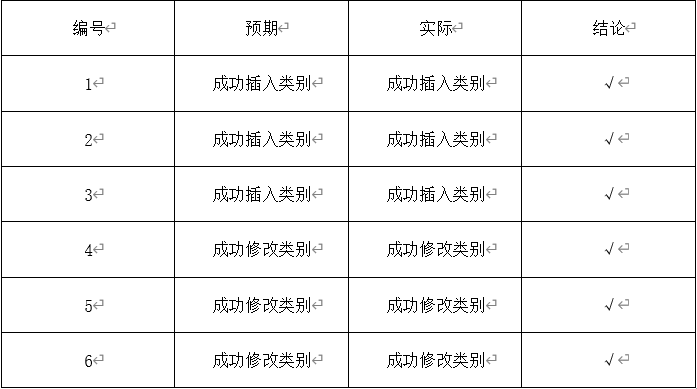 编号 预期 实际 结论
1 成功插入类别 成功插入类别 √
2 成功插入类别 成功插入类别 √
3 成功插入类别 成功插入类别 √
4 成功修改类别 成功修改类别 √
5 成功修改类别 成功修改类别 √
6 成功修改类别 成功修改类别 √